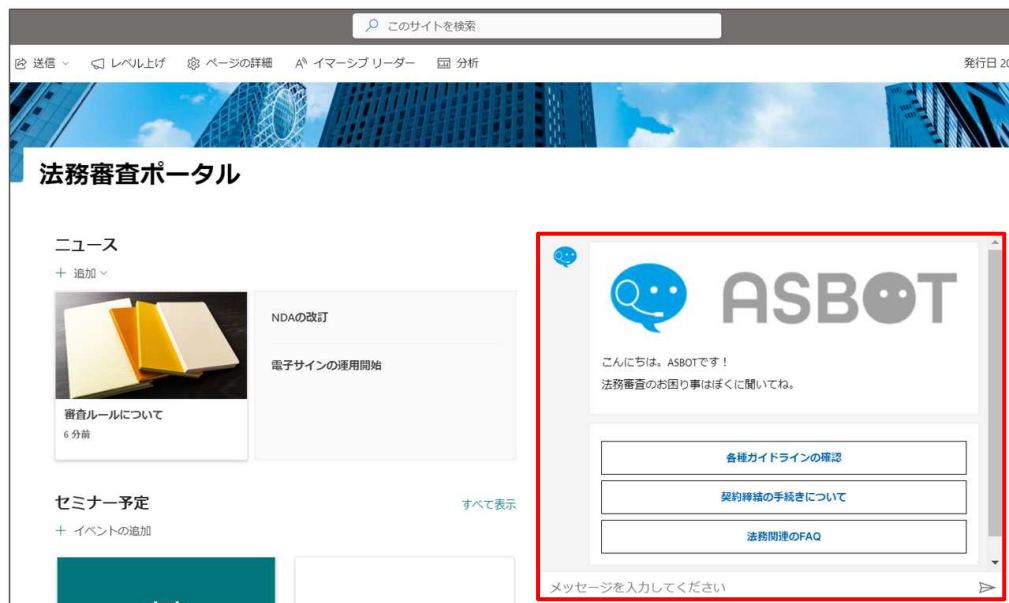 このサイトを検索
送信
レベル上げ
ページの詳細
イマーシブ リーダー
分析
発行日 20
法務審査ポータル
ニュース
+ 追加
審査ルールについて
6 分前
NDAの改訂
電子サインの運用開始
セミナー予定
すべて表示
+ イベントの追加
ASBOT
こんにちは。ASBOTです！
法務審査のお困り事はぼくに聞いてね。
各種ガイドラインの確認
契約締結の手続きについて
法務関連のFAQ
メッセージを入力してください